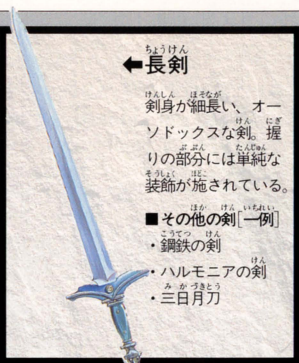 ⬅長剣
剣身が細長い、オー
ソドックスな剣。握
りの部分には単純な
装飾が施されている。
■その他の剣[一例]
・鋼鉄の剣
・ハルモニアの剣
・三日月刀